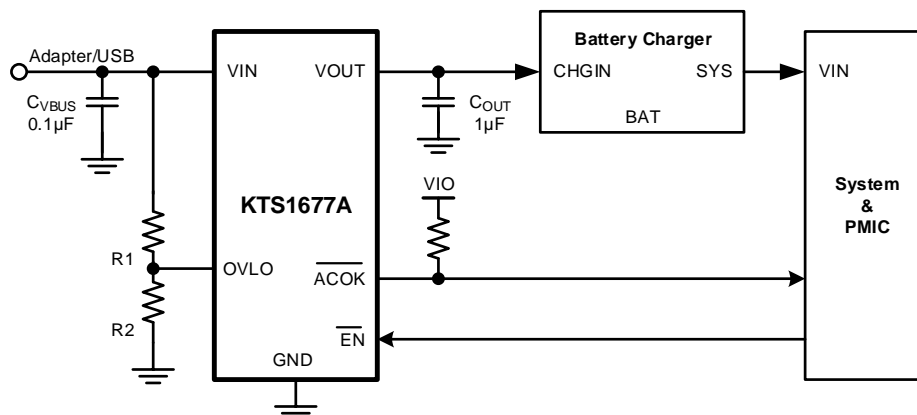 Adapter/USB
CVBUS
0.1µF
R1
R2
VIN
VOUT
KTS1677A
OVLO
ACOK
EN
GND
COUT
1µF
VIO
Battery Charger
CHGIN
SYS
BAT
VIN
System
&
PMIC